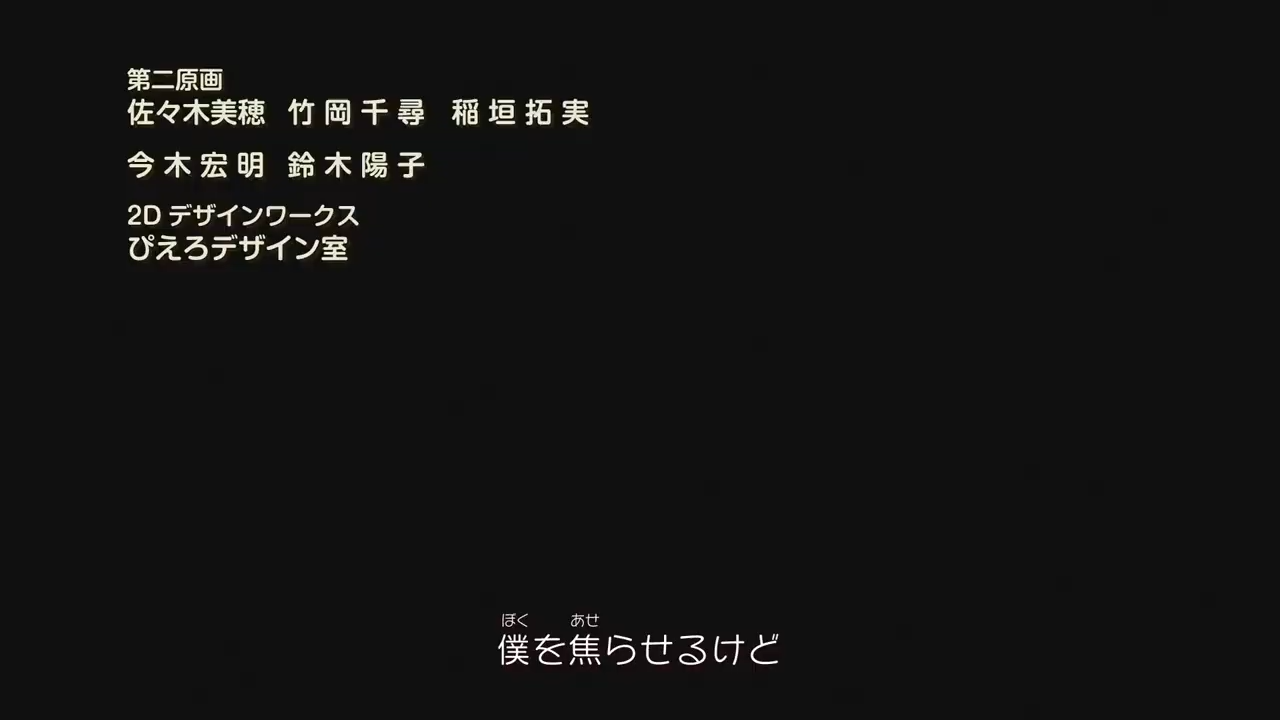 第二原画
佐々木美穂 竹岡千尋 稲垣拓実
今木宏明 鈴木陽子
2D デザインワークス
ぴえろデザイン室
ぼく あせ
僕を焦らせるけど